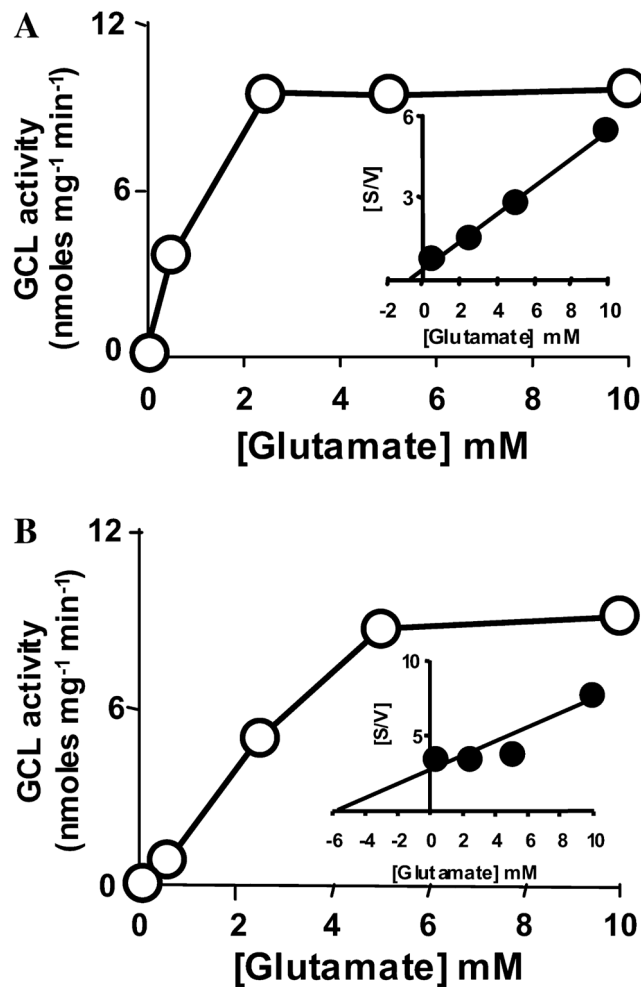 A
GCL activity
(nmoles mg⁻¹ min⁻¹)
12
6
0
0 2 4 6 8 10
[Glutamate] mM
[S/V]
6
3
-2 0 2 4 6 8 10
[Glutamate] mM
B
GCL activity
(nmoles mg⁻¹ min⁻¹)
12
6
0
0 2 4 6 8 10
[Glutamate] mM
[S/V]
10
5
-6 -4 -2 0 2 4 6 8 10
[Glutamate] mM